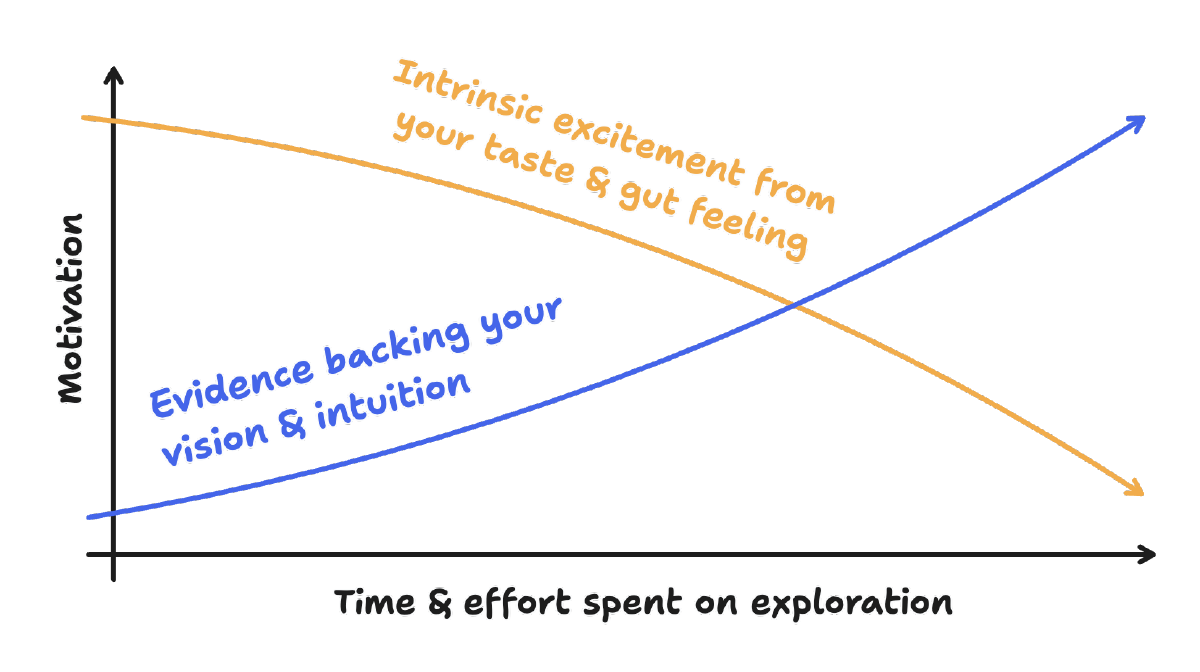 Intrinsic excitement from
your taste & gut feeling
Motivation
Evidence backing your
vision & intuition
Time & effort spent on exploration